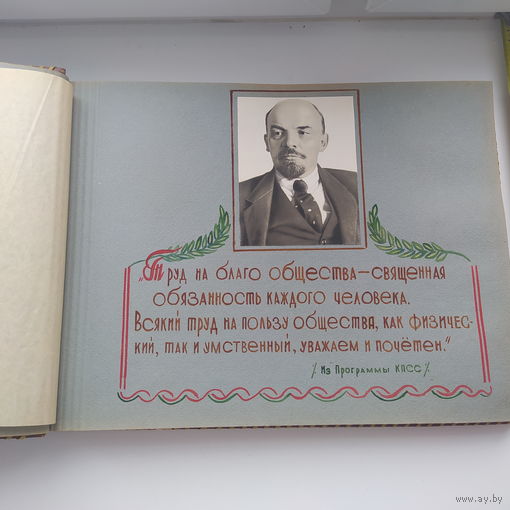 „Труд на благо общества — священная
обязанность каждого человека.
Всякий труд на пользу общества, как физичес-
кий, так и умственный, уважаем и почётен."
/. Из Программы КПСС /.
www.ay.by